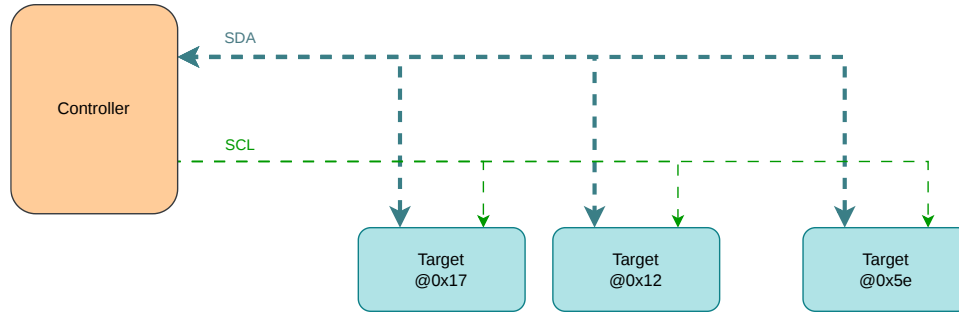 SDA
Controller
SCL
Target
@0x17
Target
@0x12
Target
@0x5e